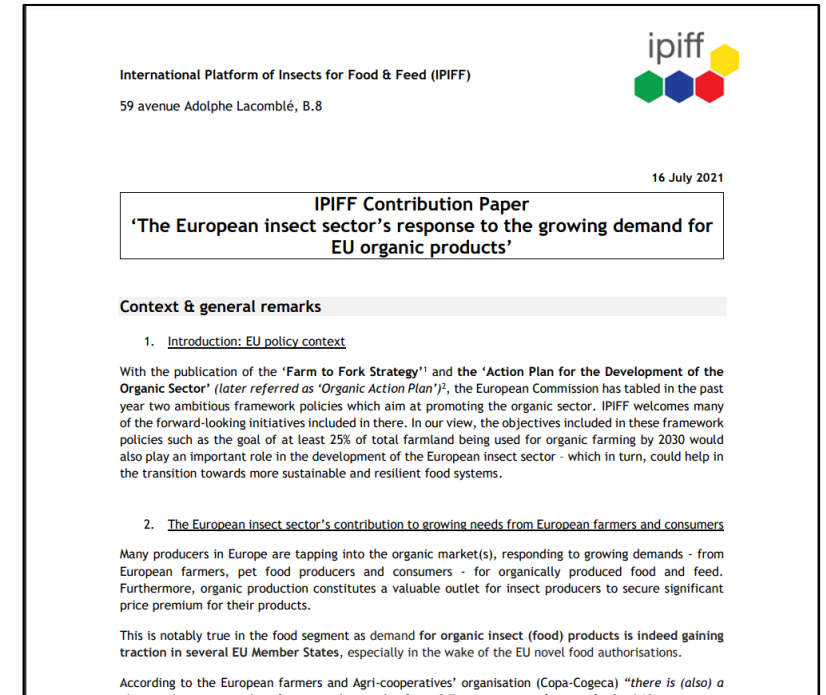 ipiff
International Platform of Insects for Food & Feed (IPIFF)
59 avenue Adolphe Lacomblé, B.8
16 July 2021
IPIFF Contribution Paper
‘The European insect sector’s response to the growing demand for
EU organic products’
Context & general remarks
1. Introduction: EU policy context
With the publication of the ‘Farm to Fork Strategy’¹ and the ‘Action Plan for the Development of the
Organic Sector’ (later referred as ‘Organic Action Plan’)², the European Commission has tabled in the past
year two ambitious framework policies which aim at promoting the organic sector. IPIFF welcomes many
of the forward-looking initiatives included in there. In our view, the objectives included in these framework
policies such as the goal of at least 25% of total farmland being used for organic farming by 2030 would
also play an important role in the development of the European insect sector – which in turn, could help in
the transition towards more sustainable and resilient food systems.
2. The European insect sector’s contribution to growing needs from European farmers and consumers
Many producers in Europe are tapping into the organic market(s), responding to growing demands - from
European farmers, pet food producers and consumers - for organically produced food and feed.
Furthermore, organic production constitutes a valuable outlet for insect producers to secure significant
price premium for their products.
This is notably true in the food segment as demand for organic insect (food) products is indeed gaining
traction in several EU Member States, especially in the wake of the EU novel food authorisations.
According to the European farmers and Agri-cooperatives’ organisation (Copa-Cogeca) “there is (also) a